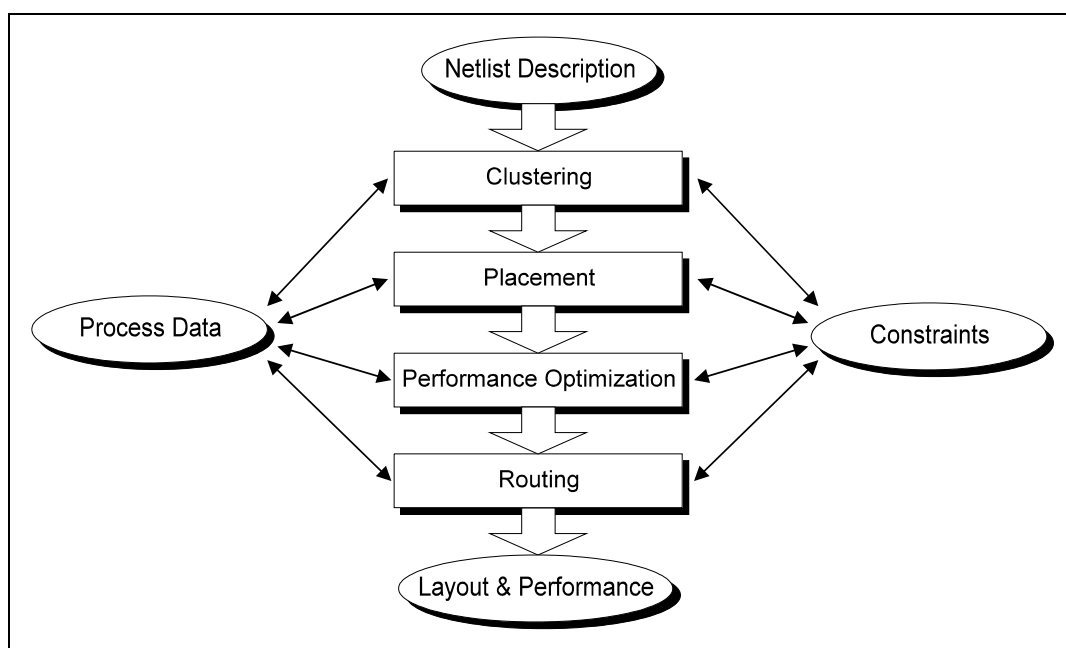 Netlist Description
Clustering
Placement
Process Data
Constraints
Performance Optimization
Routing
Layout & Performance